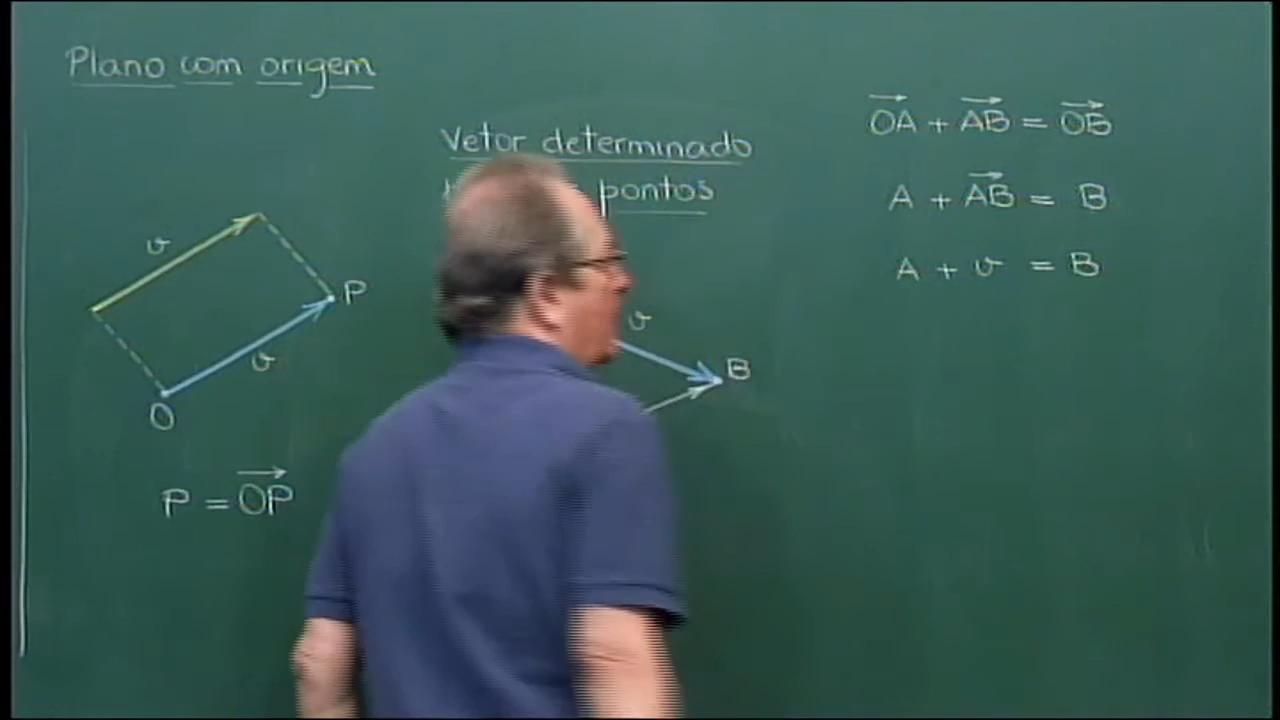 Plano com origem
v
P
v
O
P = OP
Vetor determinado
pontos
v
B
OA + AB = OB
A + AB = B
A + v = B